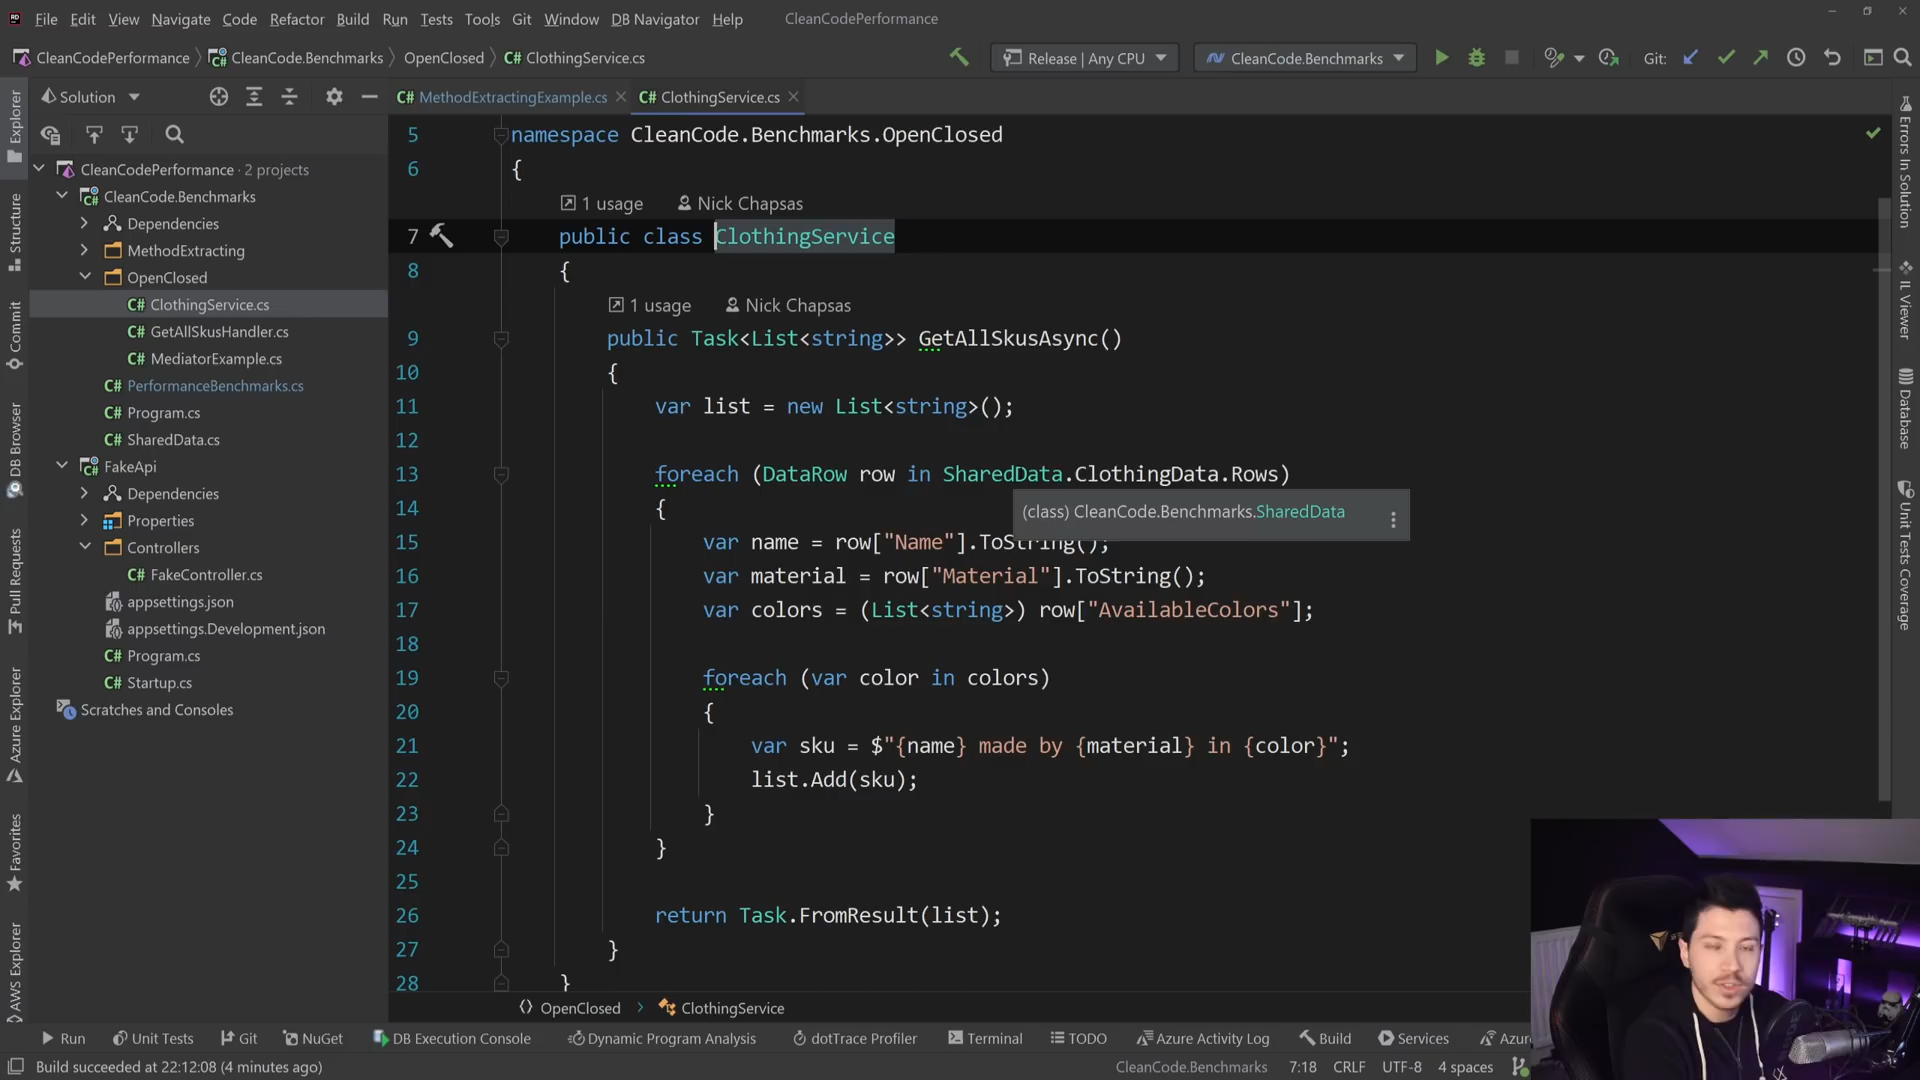 File Edit View Navigate Code Refactor Build Run Tests Tools Git Window DB Navigator Help CleanCodePerformance
CleanCodePerformance CleanCode.Benchmarks OpenClosed C# ClothingService.cs Release | Any CPU CleanCode.Benchmarks Git:
Solution
C# MethodExtractingExample.cs C# ClothingService.cs
CleanCodePerformance · 2 projects
CleanCode.Benchmarks
Dependencies
MethodExtracting
OpenClosed
C# ClothingService.cs
C# GetAllSkusHandler.cs
C# MediatorExample.cs
C# PerformanceBenchmarks.cs
C# Program.cs
C# SharedData.cs
FakeApi
Dependencies
Properties
Controllers
C# FakeController.cs
appsettings.json
appsettings.Development.json
C# Program.cs
C# Startup.cs
Scratches and Consoles
Explorer
Structure
Commit
DB Browser
Pull Requests
Azure Explorer
Favorites
AWS Explorer
5 namespace CleanCode.Benchmarks.OpenClosed
6 {
1 usage Nick Chapsas
7 public class ClothingService
8 {
1 usage Nick Chapsas
9 public Task<List<string>> GetAllSkusAsync()
10 {
11 var list = new List<string>();
12
13 foreach (DataRow row in SharedData.ClothingData.Rows)
14 {
(class) CleanCode.Benchmarks.SharedData
15 var name = row["Name"].ToString();
16 var material = row["Material"].ToString();
17 var colors = (List<string>) row["AvailableColors"];
18
19 foreach (var color in colors)
20 {
21 var sku = $"{name} made by {material} in {color}";
22 list.Add(sku);
23 }
24 }
25
26 return Task.FromResult(list);
27 }
28 }
Errors In Solution
IL Viewer
Database
Unit Tests Coverage
OpenClosed ClothingService
Run Unit Tests Git NuGet DB Execution Console Dynamic Program Analysis dotTrace Profiler Terminal TODO Azure Activity Log Build Services Azur
Build succeeded at 22:12:08 (4 minutes ago) CleanCode.Benchmarks 7:18 CRLF UTF-8 4 spaces